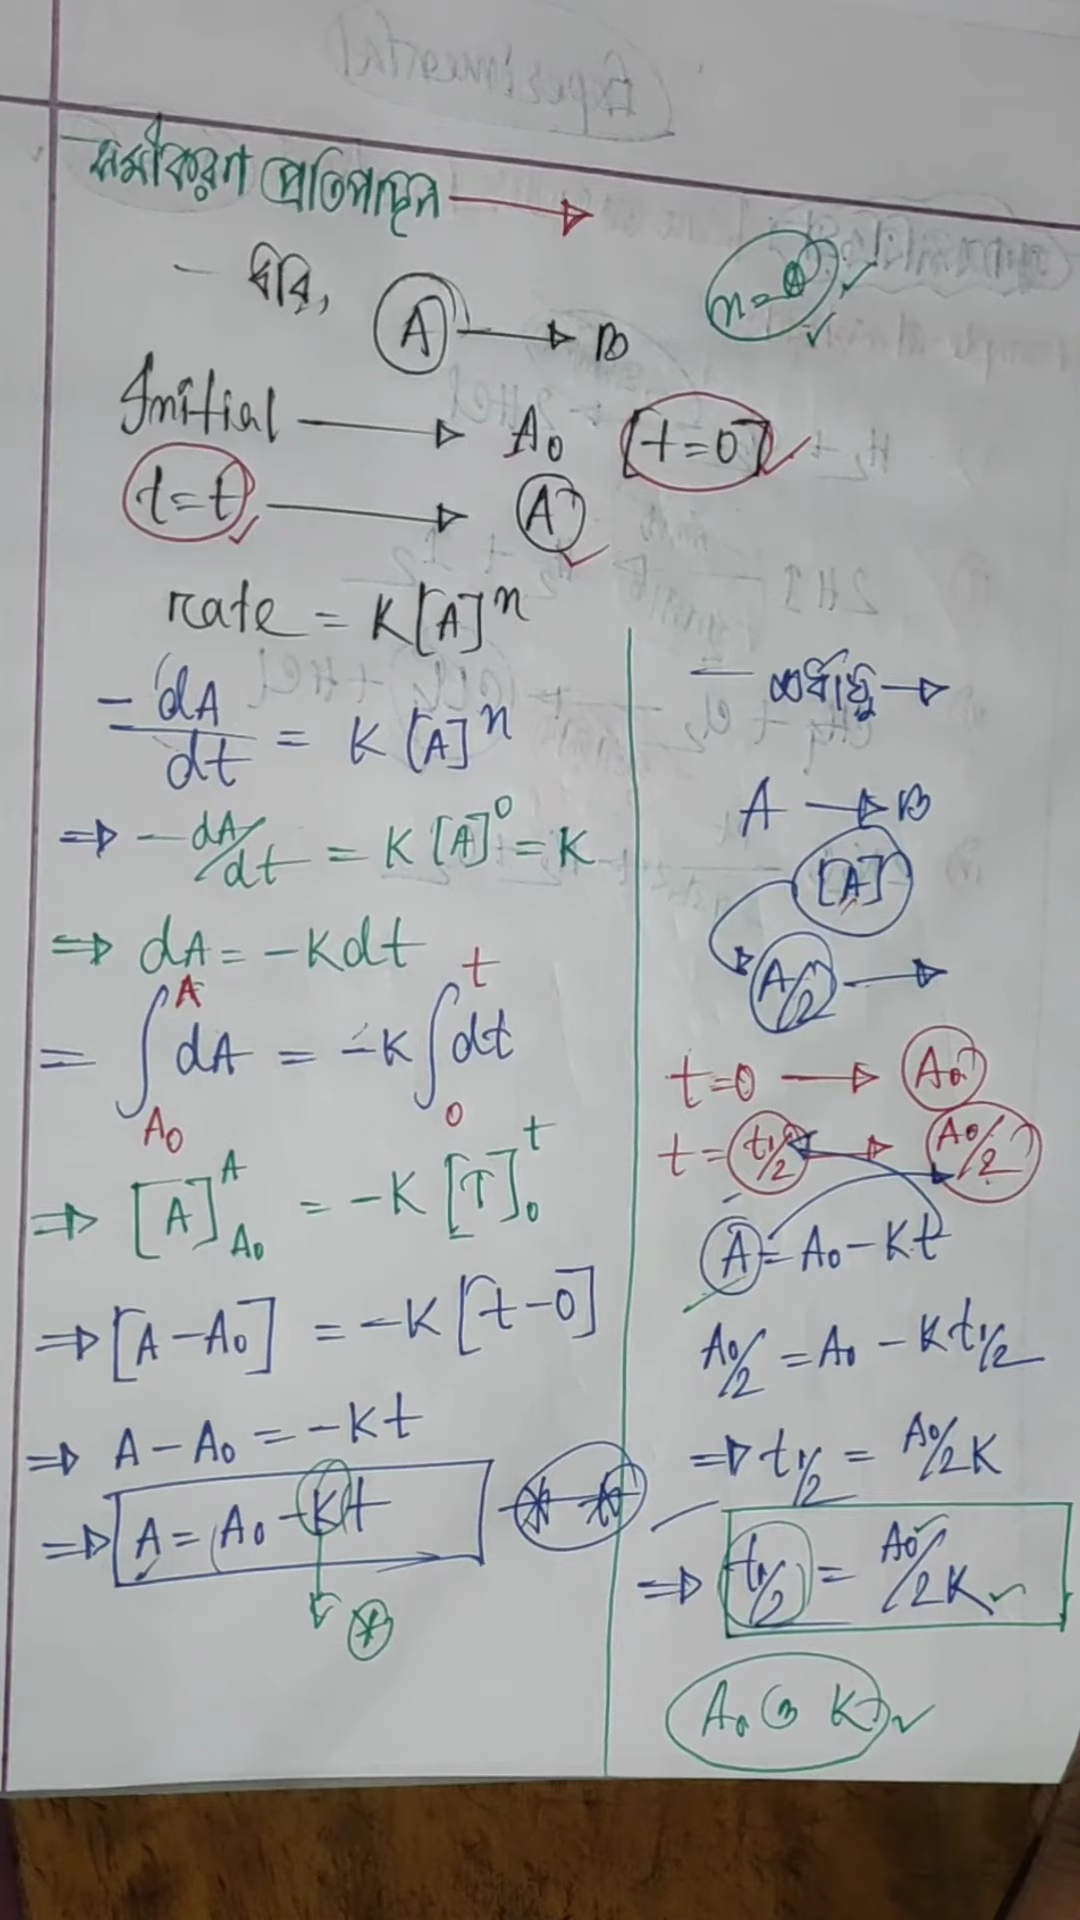 সমীকরণ প্রতিপাদন →
- ধরি, A → B
n=0
Initial → A₀ [t=0]
t=t → A
rate = K[A]ⁿ
-dA/dt = K[A]ⁿ
⇒ -dA/dt = K[A]⁰ = K
⇒ dA = -Kdt
= ∫_{A₀}^{A} dA = -K ∫_{0}^{t} dt
⇒ [A]_{A₀}^{A} = -K [T]_{0}^{t}
⇒ [A-A₀] = -K[t-0]
⇒ A-A₀ = -Kt
⇒ A = A₀ - Kt
- অর্ধায়ু →
A → B
[A]
A/2 →
t=0 → A₀
t = t1/2 → A₀/2
A = A₀ - Kt
A₀/2 = A₀ - Kt1/2
⇒ t1/2 = A₀/2K
⇒ t1/2 = A₀/2K
A₀ ও K